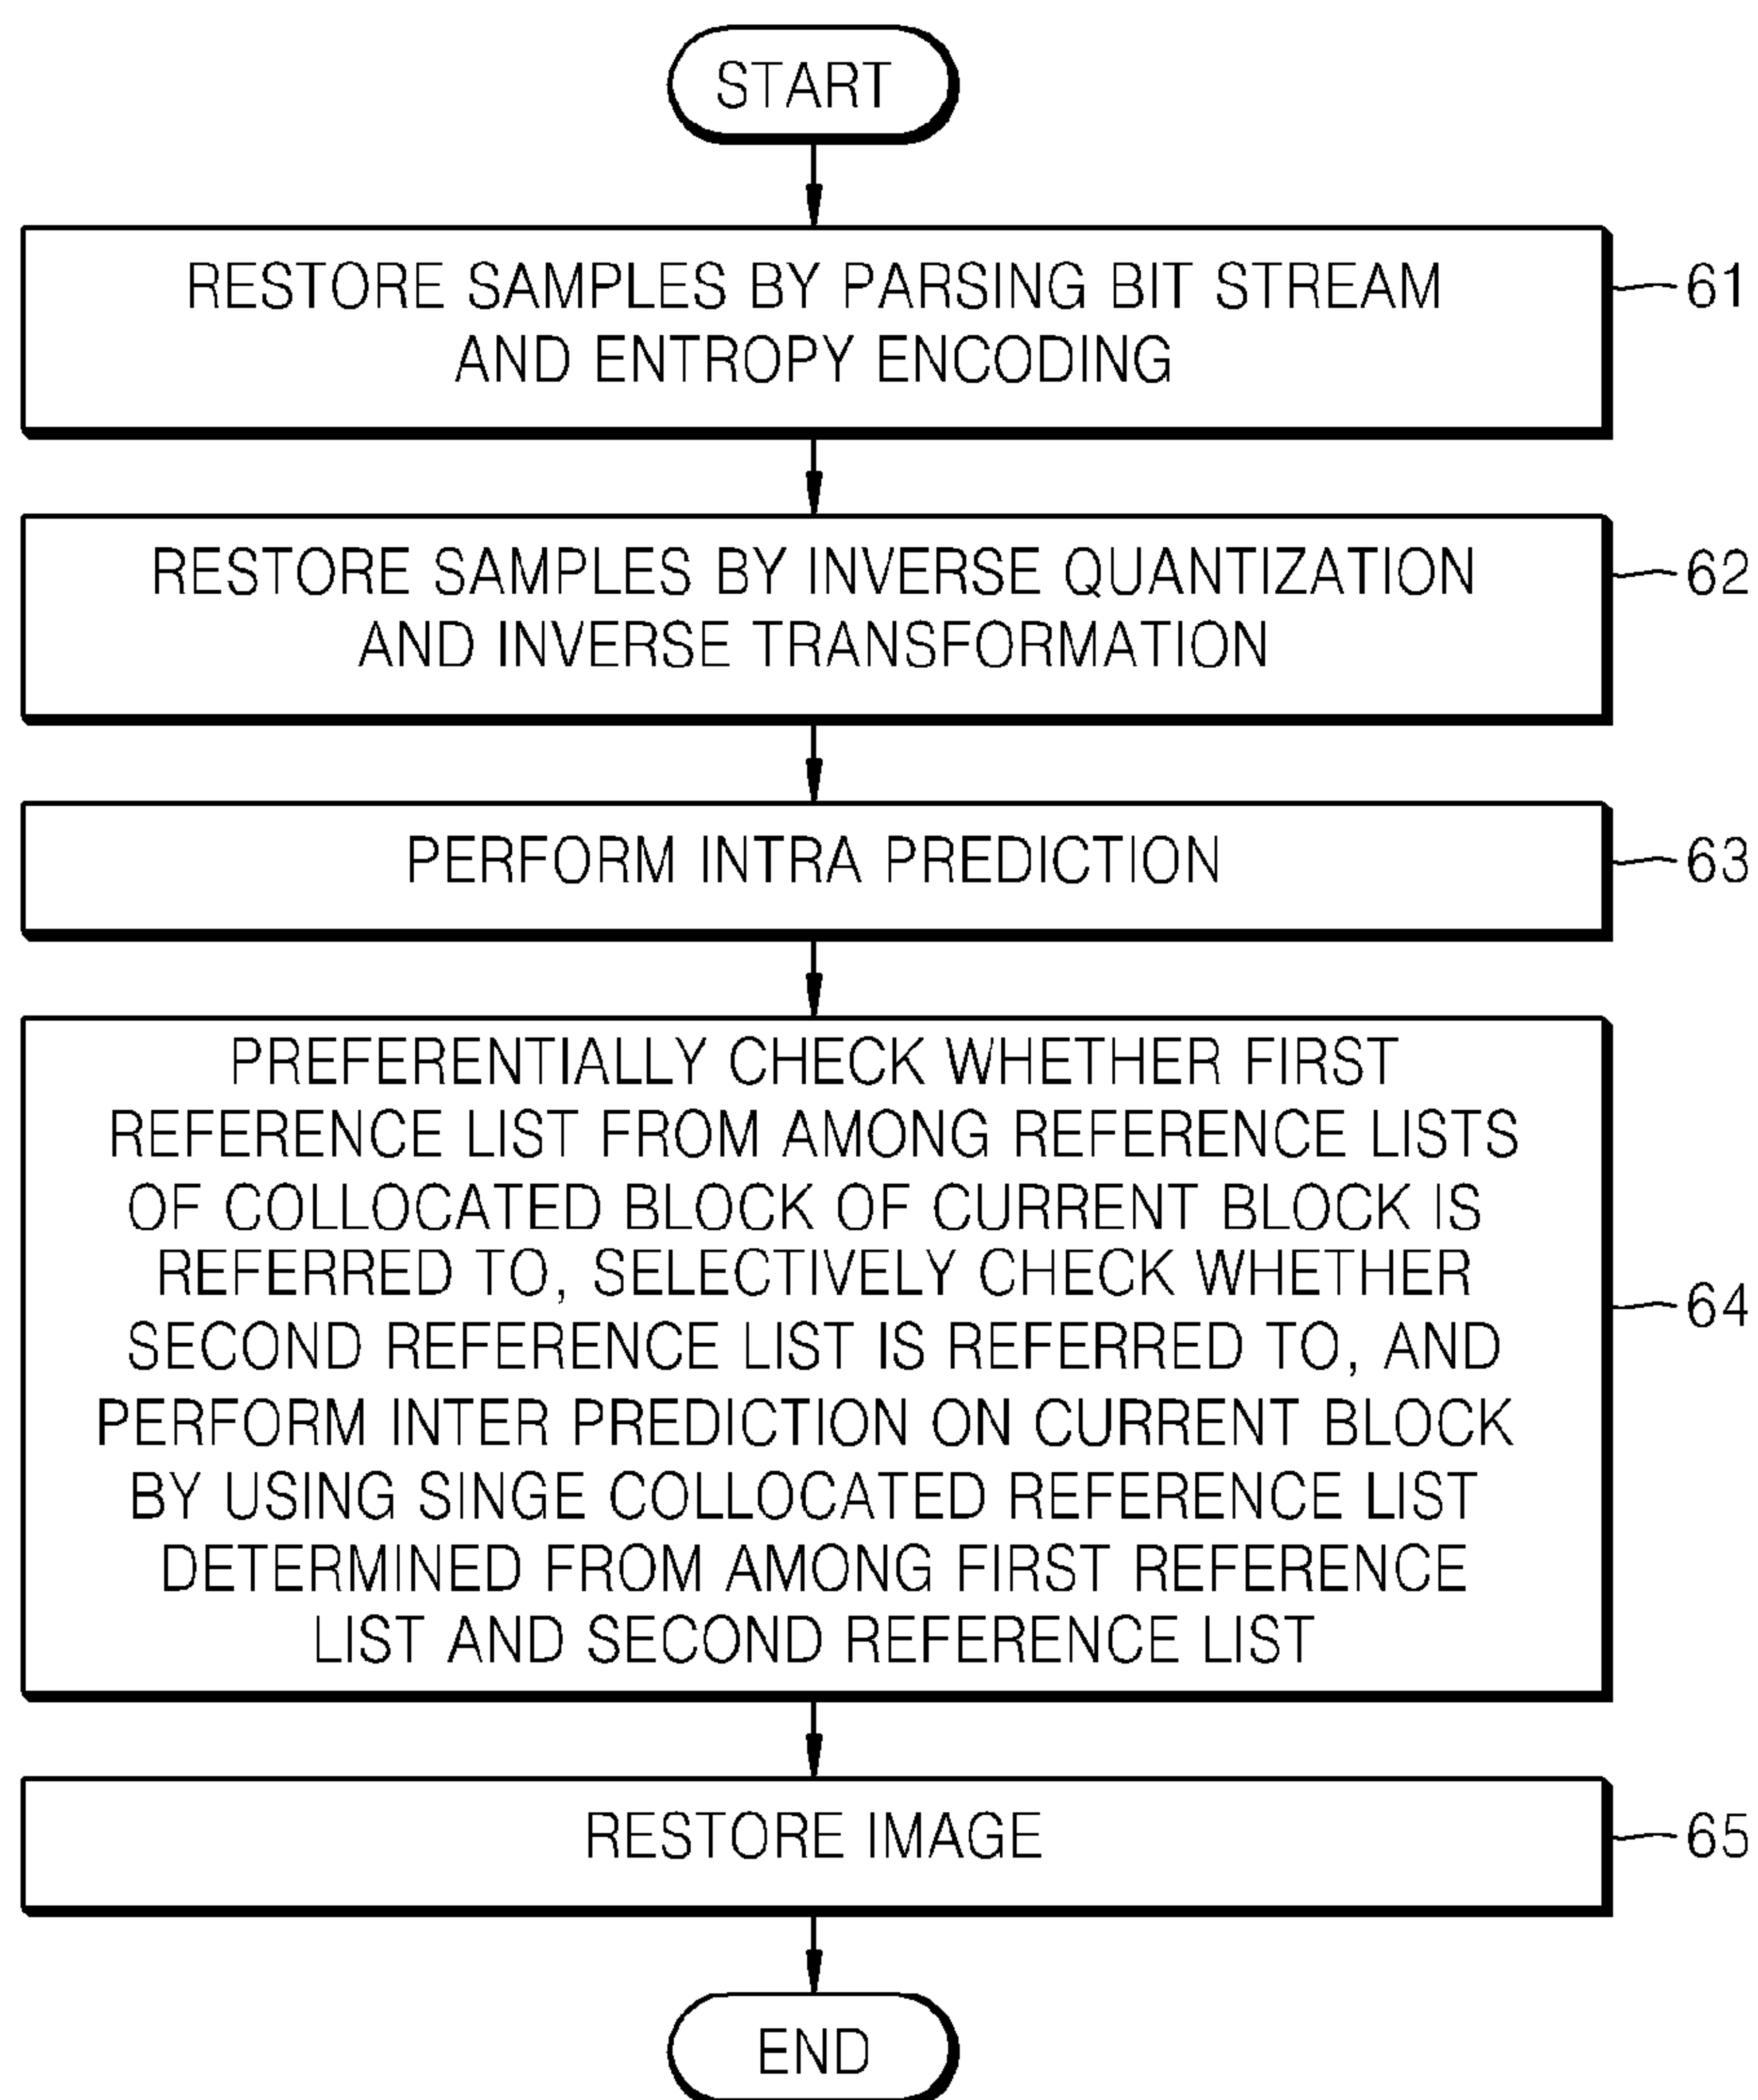 START
RESTORE SAMPLES BY PARSING BIT STREAM
AND ENTROPY ENCODING
61
RESTORE SAMPLES BY INVERSE QUANTIZATION
AND INVERSE TRANSFORMATION
62
PERFORM INTRA PREDICTION
63
PREFERENTIALLY CHECK WHETHER FIRST
REFERENCE LIST FROM AMONG REFERENCE LISTS
OF COLLOCATED BLOCK OF CURRENT BLOCK IS
REFERRED TO, SELECTIVELY CHECK WHETHER
SECOND REFERENCE LIST IS REFERRED TO, AND
PERFORM INTER PREDICTION ON CURRENT BLOCK
BY USING SINGE COLLOCATED REFERENCE LIST
DETERMINED FROM AMONG FIRST REFERENCE
LIST AND SECOND REFERENCE LIST
64
RESTORE IMAGE
65
END